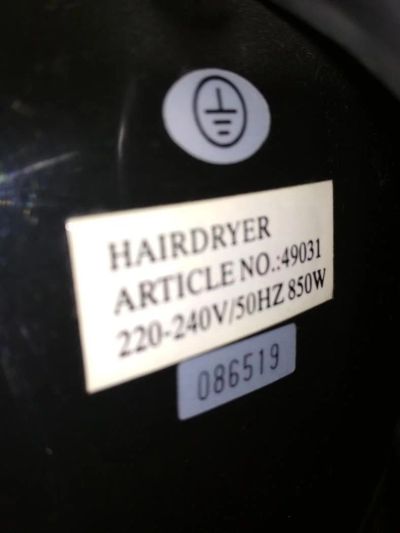 HAIRDRYER
ARTICLE NO.:49031
220-240V/50HZ 850W
086519